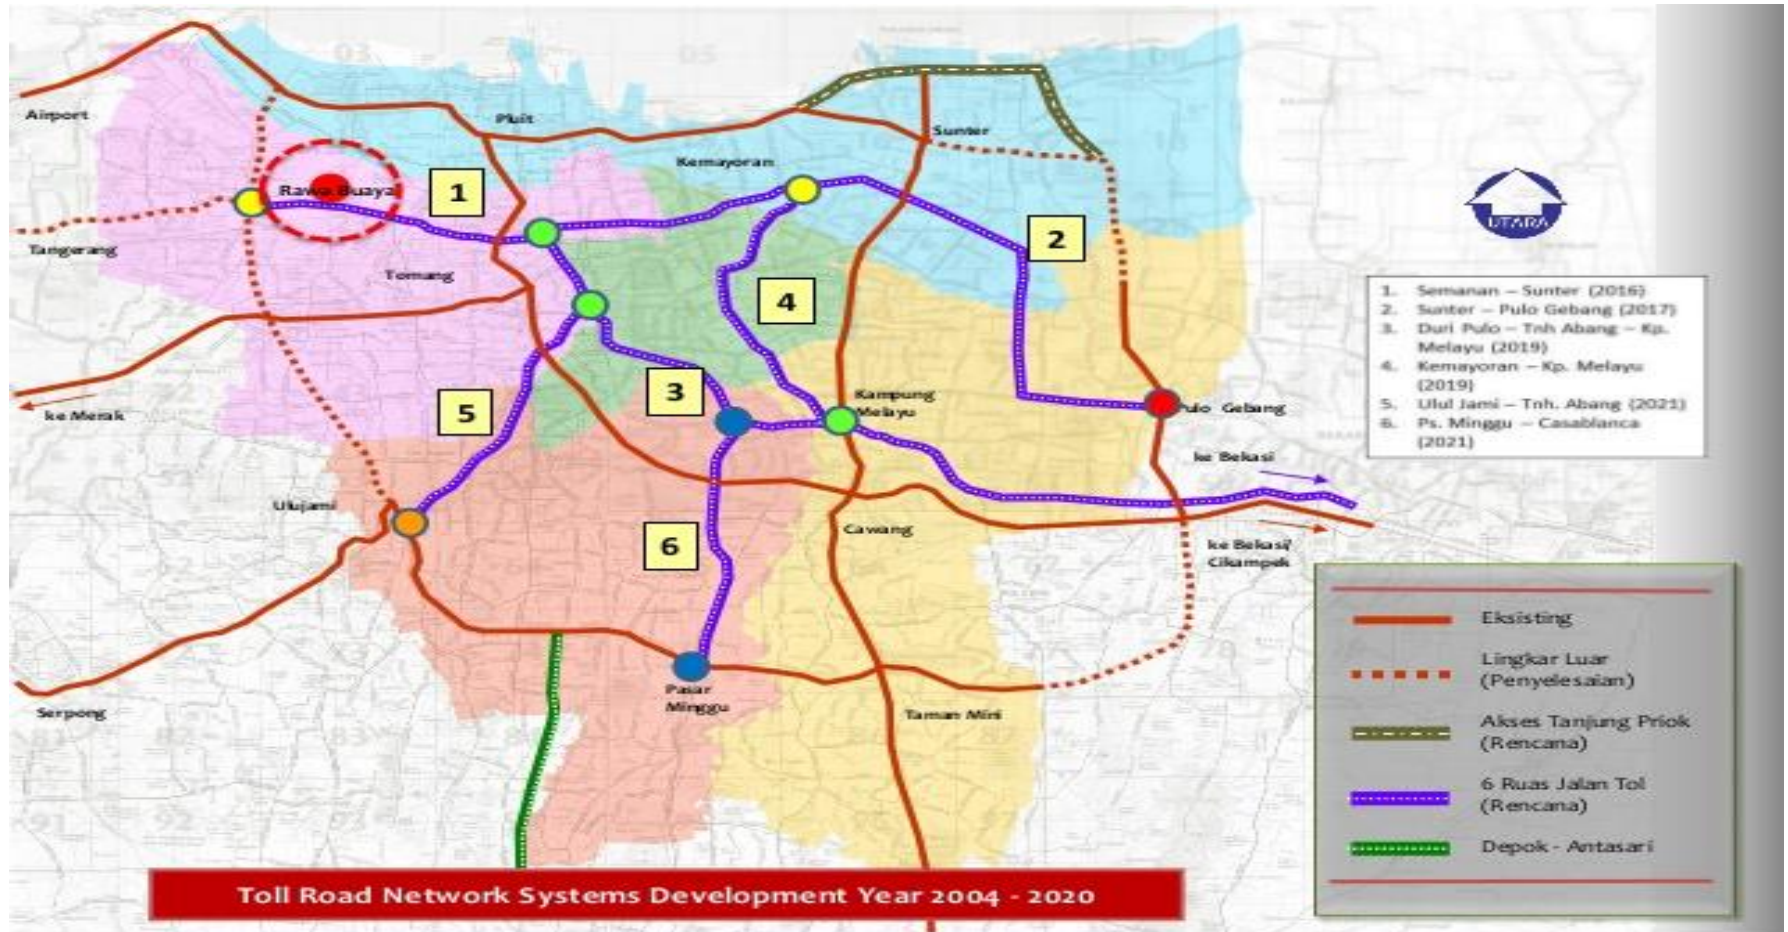 Airport
Pluit
Sunter
Kemayoran
Rawa Buaya
1
2
UTARA
Tangerang
Tomang
4
1. Semanan – Sunter (2016)
2. Sunter – Pulo Gebang (2017)
3. Duri Pulo – Tnh Abang – Kp.
Melayu (2019)
4. Kemayoran – Kp. Melayu
(2019)
5. Ulul Jami – Tnh. Abang (2021)
6. Ps. Minggu – Casablanca
(2021)
3
5
ke Merak
Kampung
Melayu
Pulo Gebang
ke Bekasi
Ulujami
6
Cawang
ke Bekasi/
Cikampek
Serpong
Pasar
Minggu
Taman Mini
Eksisting
Lingkar Luar
(Penyelesaian)
Akses Tanjung Priok
(Rencana)
6 Ruas Jalan Tol
(Rencana)
Depok - Antasari
Toll Road Network Systems Development Year 2004 - 2020